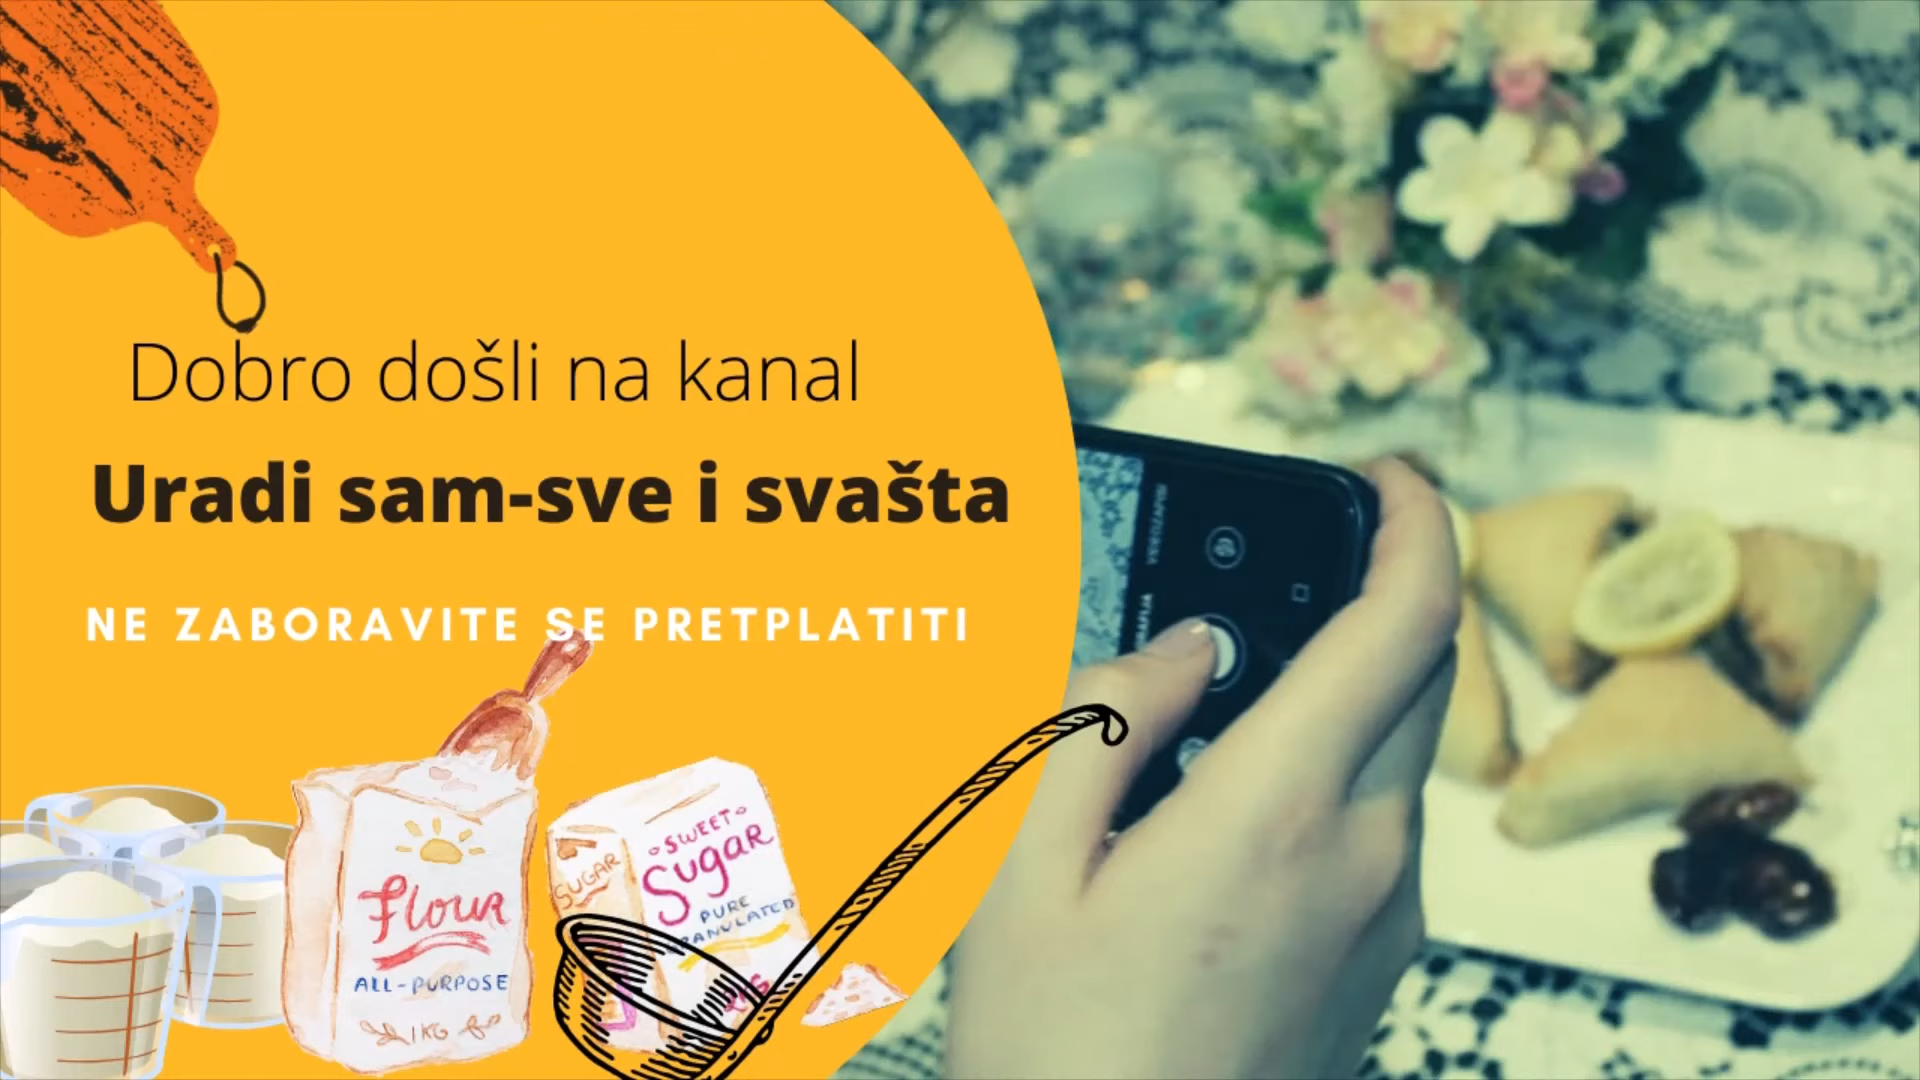 Dobro došli na kanal
Uradi sam-sve i svašta
NE ZABORAVITE SE PRETPLATITI
Flour
ALL-PURPOSE
1KG
SUGAR
SWEET
Sugar
PURE